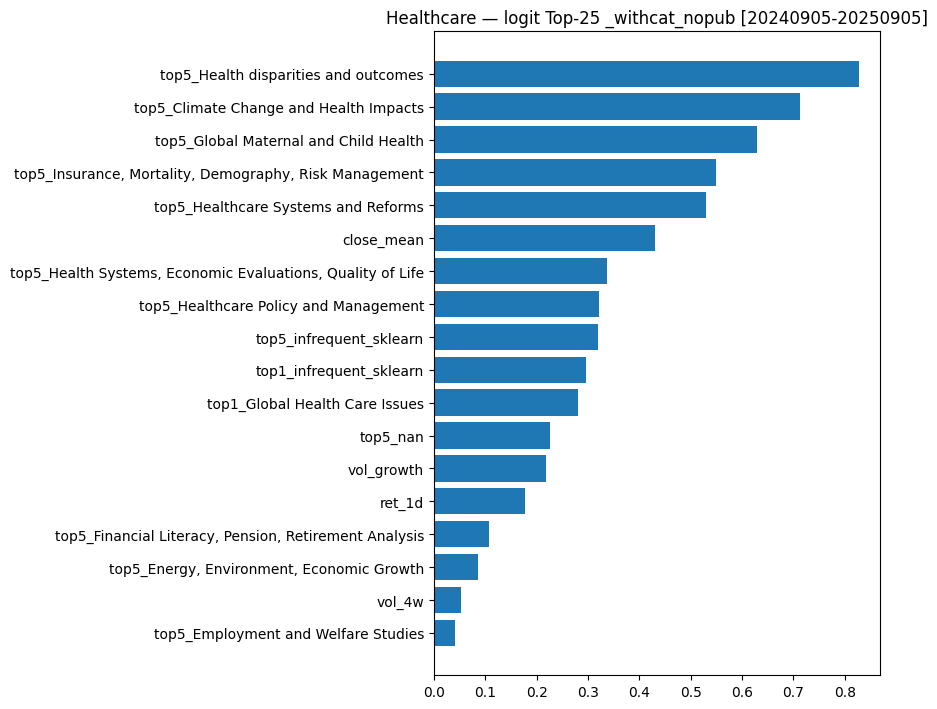 Healthcare — logit Top-25 _withcat_nopub [20240905-20250905]
top5_Health disparities and outcomes
top5_Climate Change and Health Impacts
top5_Global Maternal and Child Health
top5_Insurance, Mortality, Demography, Risk Management
top5_Healthcare Systems and Reforms
close_mean
top5_Health Systems, Economic Evaluations, Quality of Life
top5_Healthcare Policy and Management
top5_infrequent_sklearn
top1_infrequent_sklearn
top1_Global Health Care Issues
top5_nan
vol_growth
ret_1d
top5_Financial Literacy, Pension, Retirement Analysis
top5_Energy, Environment, Economic Growth
vol_4w
top5_Employment and Welfare Studies
0.0 0.1 0.2 0.3 0.4 0.5 0.6 0.7 0.8